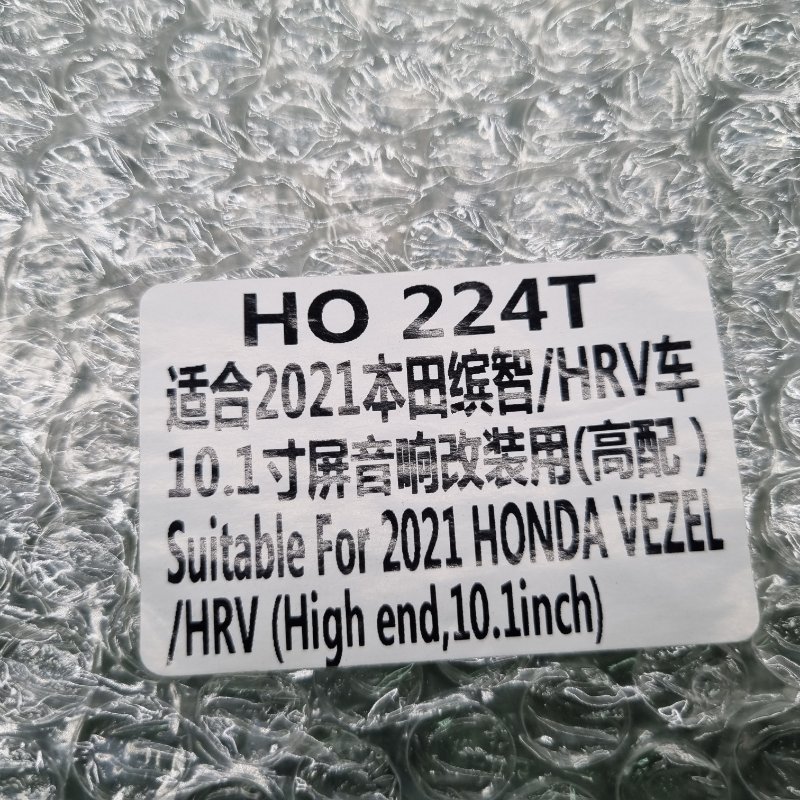 HO 224T
适合2021本田缤智/HRV车
10.1寸屏音响改装用(高配)
Suitable For 2021 HONDA VEZEL
/HRV (High end,10.1inch)